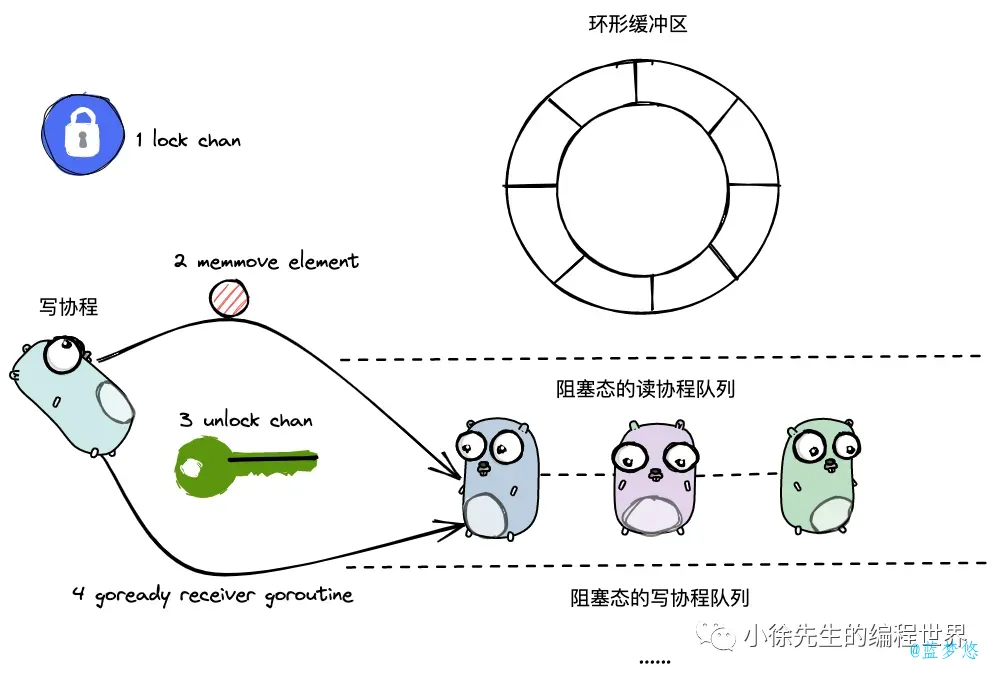 环形缓冲区
1 lock chan
2 memmove element
写协程
阻塞态的读协程队列
3 unlock chan
4 goready receiver goroutine
阻塞态的写协程队列
小徐先生的编程世界
@蓝梦悠
......